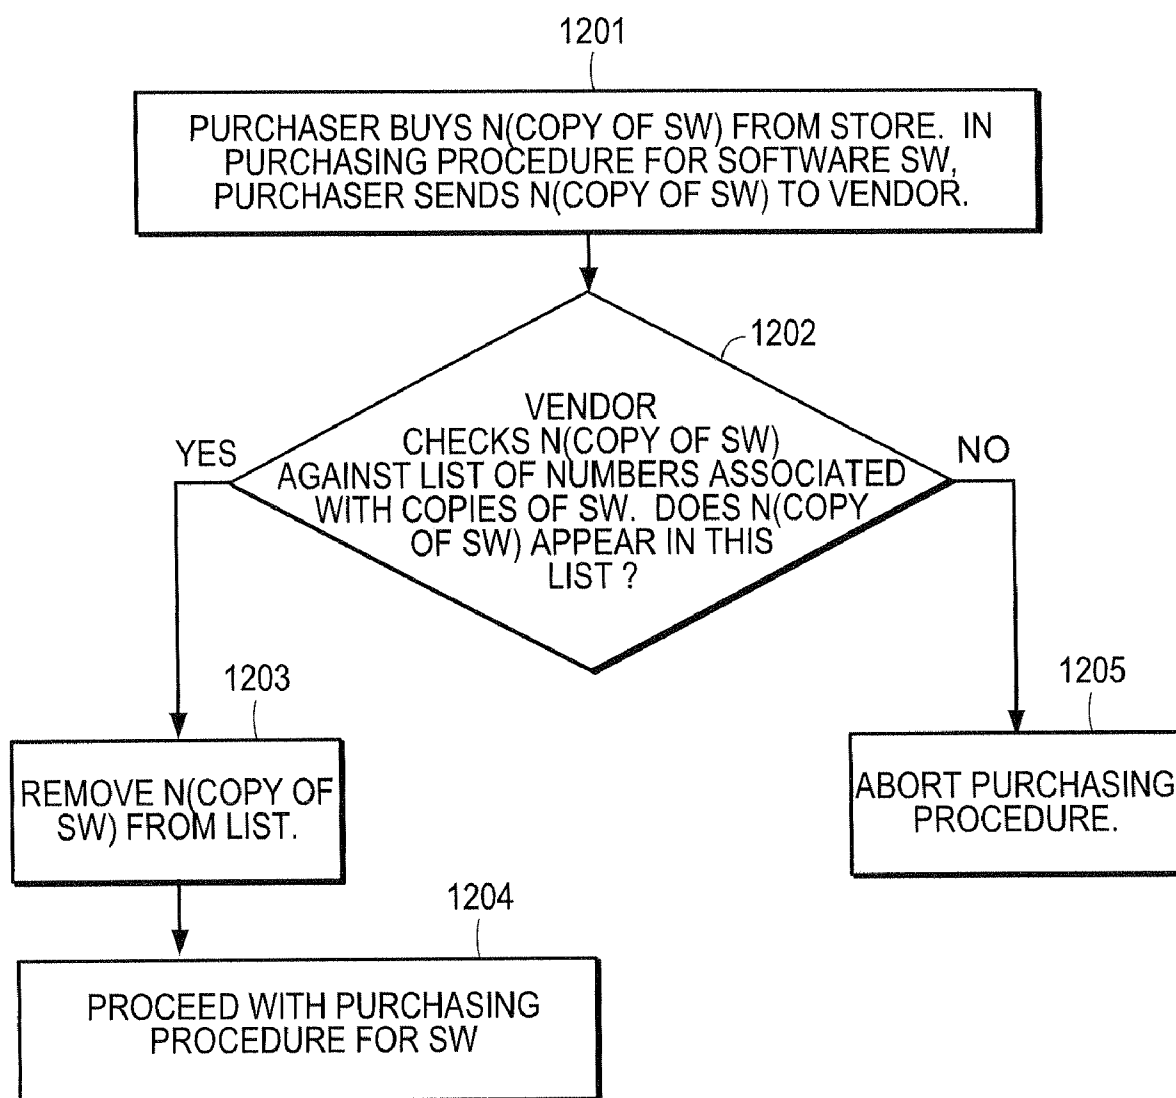 1201
PURCHASER BUYS N(COPY OF SW) FROM STORE. IN
PURCHASING PROCEDURE FOR SOFTWARE SW,
PURCHASER SENDS N(COPY OF SW) TO VENDOR.
1202
VENDOR
CHECKS N(COPY OF SW)
AGAINST LIST OF NUMBERS ASSOCIATED
WITH COPIES OF SW. DOES N(COPY
OF SW) APPEAR IN THIS
LIST ?
YES
NO
1203
REMOVE N(COPY OF
SW) FROM LIST.
1205
ABORT PURCHASING
PROCEDURE.
1204
PROCEED WITH PURCHASING
PROCEDURE FOR SW